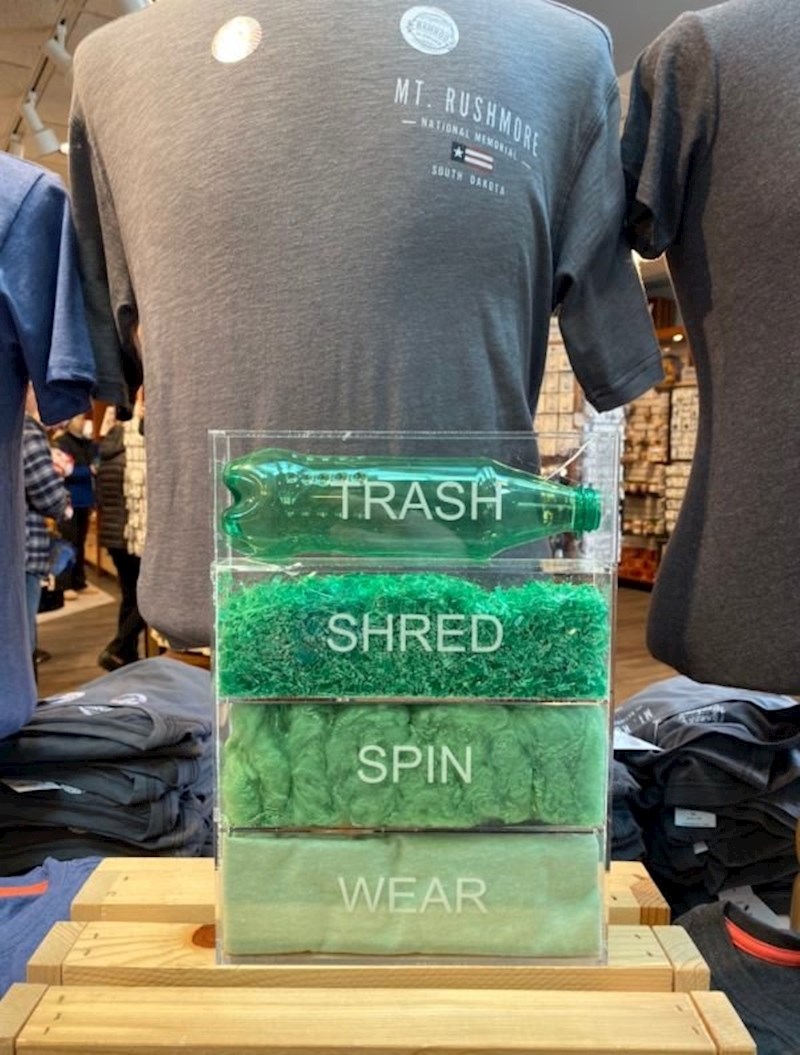 MT. RUSHMORE
NATIONAL MEMORIAL
SOUTH DAKOTA
TRASH
SHRED
SPIN
WEAR